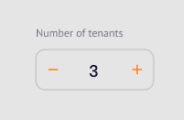 Number of tenants
− 3 +